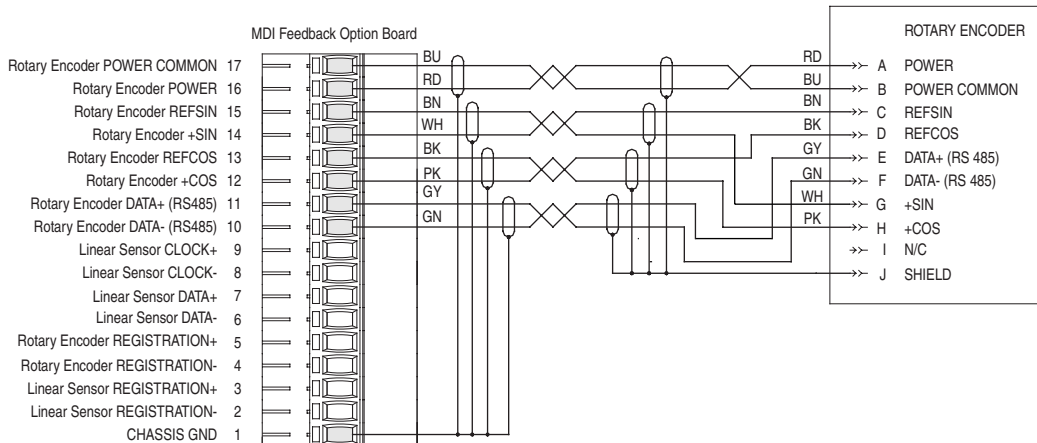 MDI Feedback Option Board
Rotary Encoder POWER COMMON 17
Rotary Encoder POWER 16
Rotary Encoder REFSIN 15
Rotary Encoder +SIN 14
Rotary Encoder REFCOS 13
Rotary Encoder +COS 12
Rotary Encoder DATA+ (RS485) 11
Rotary Encoder DATA- (RS485) 10
Linear Sensor CLOCK+ 9
Linear Sensor CLOCK- 8
Linear Sensor DATA+ 7
Linear Sensor DATA- 6
Rotary Encoder REGISTRATION+ 5
Rotary Encoder REGISTRATION- 4
Linear Sensor REGISTRATION+ 3
Linear Sensor REGISTRATION- 2
CHASSIS GND 1
BU
RD
BN
WH
BK
PK
GY
GN
ROTARY ENCODER
RD A POWER
BU B POWER COMMON
BN C REFSIN
BK D REFCOS
GY E DATA+ (RS 485)
GN F DATA- (RS 485)
WH G +SIN
PK H +COS
I N/C
J SHIELD